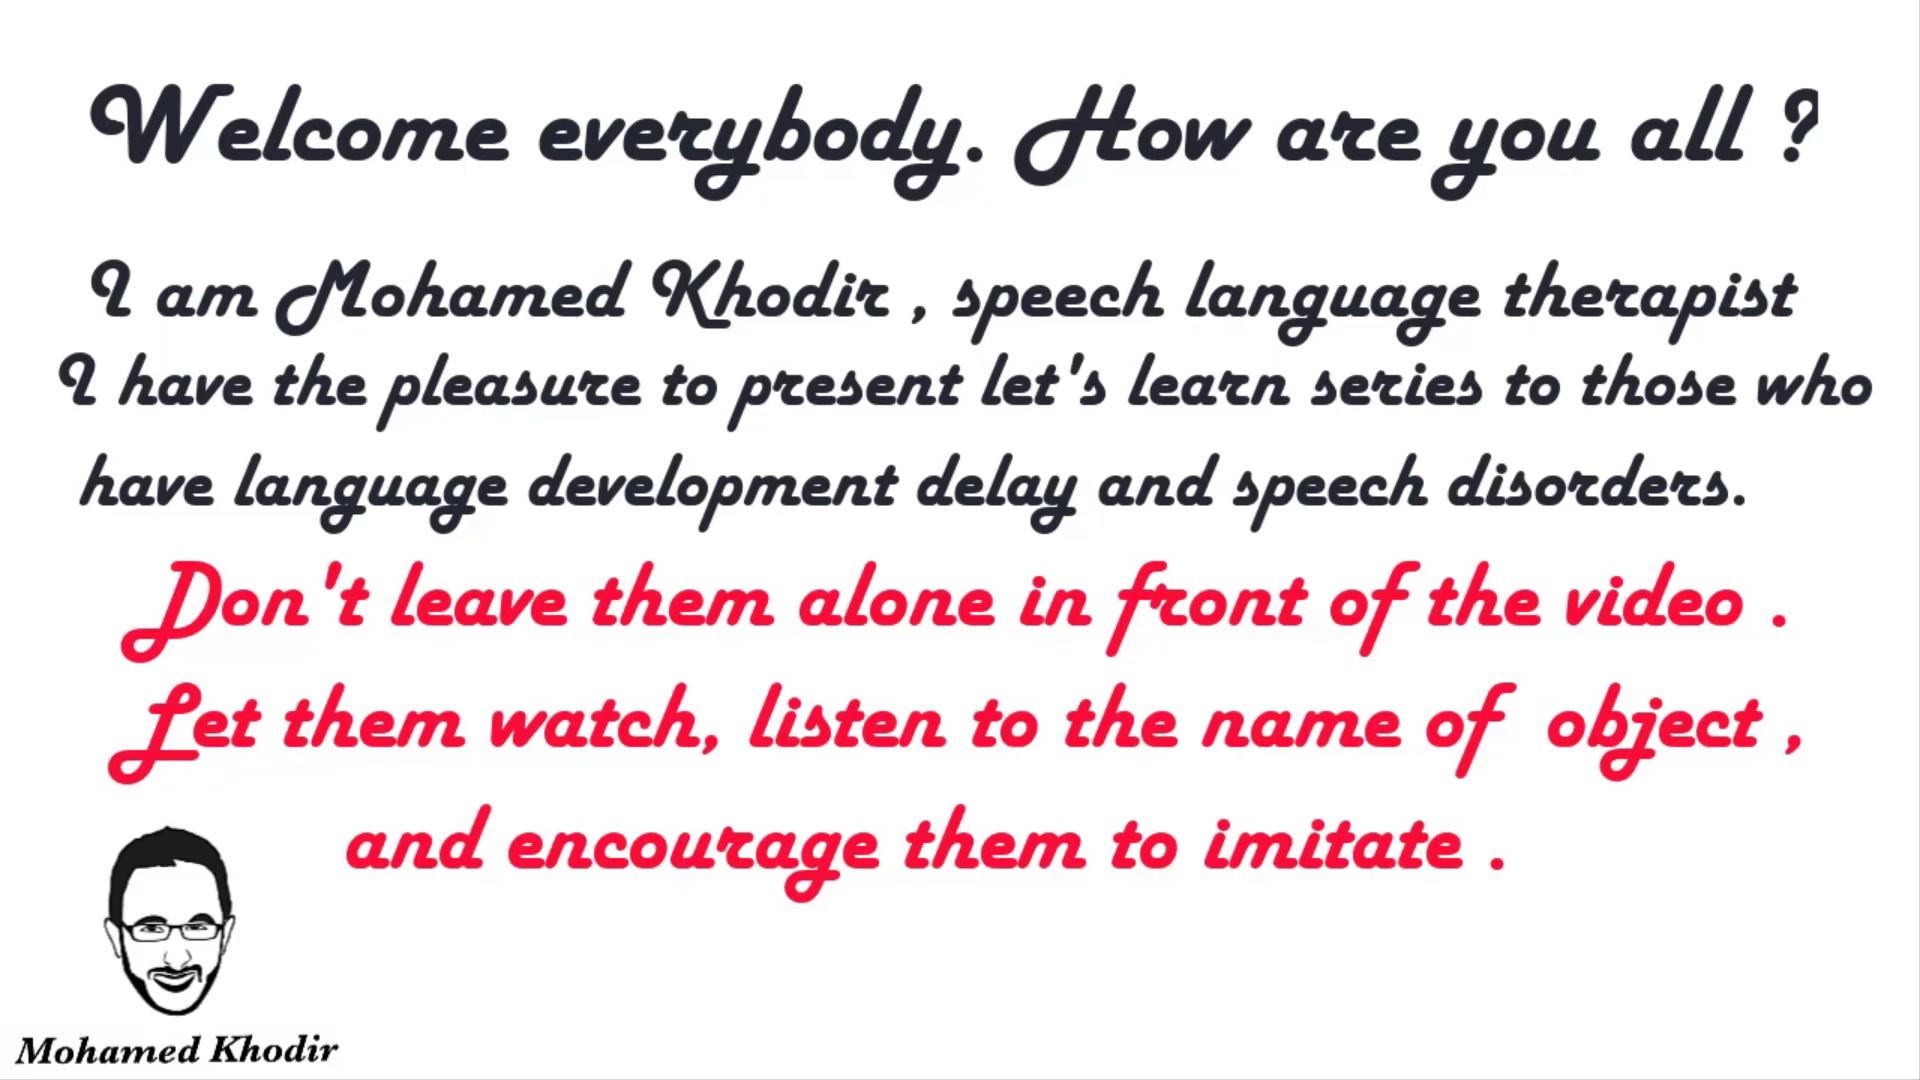 Welcome everybody. How are you all ?
I am Mohamed Khodir , speech language therapist
I have the pleasure to present let's learn series to those who
have language development delay and speech disorders.
Don't leave them alone in front of the video .
Let them watch, listen to the name of object ,
and encourage them to imitate .
Mohamed Khodir